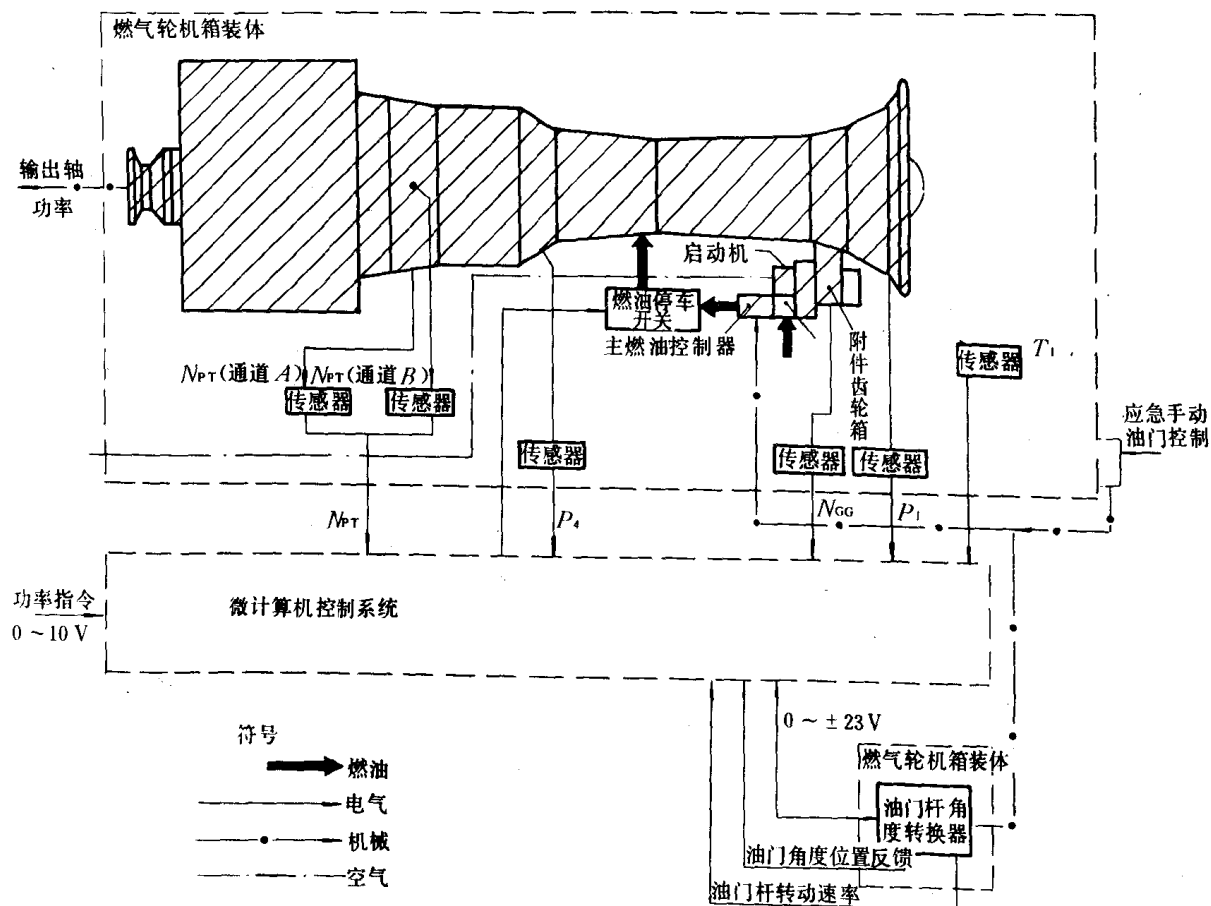 燃气轮机箱装体
输出轴
功率
启动机
燃油停车
开关
主燃油控制器
附件齿轮箱
N_PT(通道A)
N_PT(通道B)
传感器
传感器
传感器
传感器
传感器
传感器
T₁
应急手动
油门控制
N_PT
P₄
N_GG
P₁
功率指令
0～10 V
微计算机控制系统
0～±23 V
符号
燃油
电气
机械
空气
燃气轮机箱装体
油门杆角
度转换器
油门角度位置反馈
油门杆转动速率